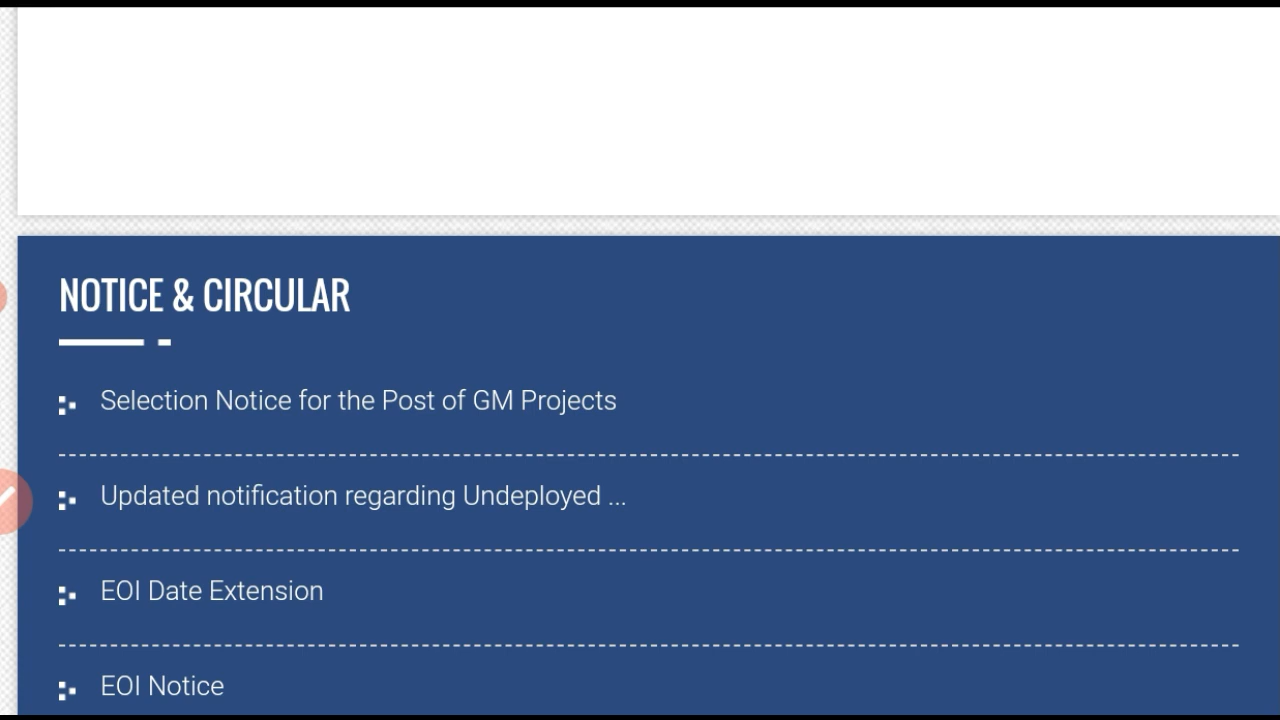 NOTICE & CIRCULAR
Selection Notice for the Post of GM Projects
Updated notification regarding Undeployed ...
EOI Date Extension
EOI Notice